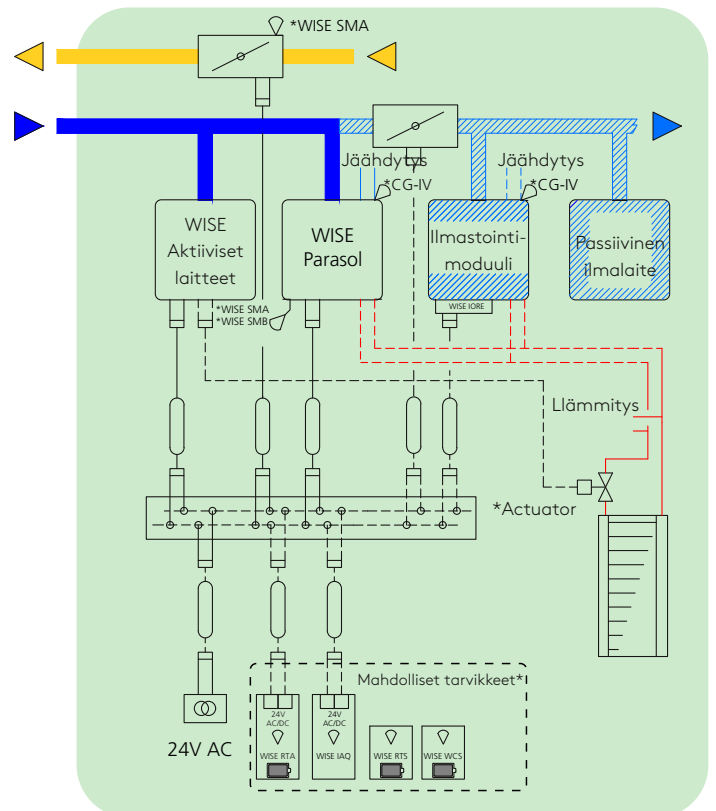 *WISE SMA
Jäähdytys
*CG-IV
Jäähdytys
*CG-IV
WISE
Aktiiviset
laitteet
WISE
Parasol
Ilmastointi-
moduuli
Passiivinen
ilmalaite
*WISE SMA
*WISE SMB
WISE IORE
Llämmitys
*Actuator
Mahdolliset tarvikkeet*
24V AC
24V
AC/DC
WISE RTA
24V
AC/DC
WISE IAQ
WISE RTS
WISE WCS